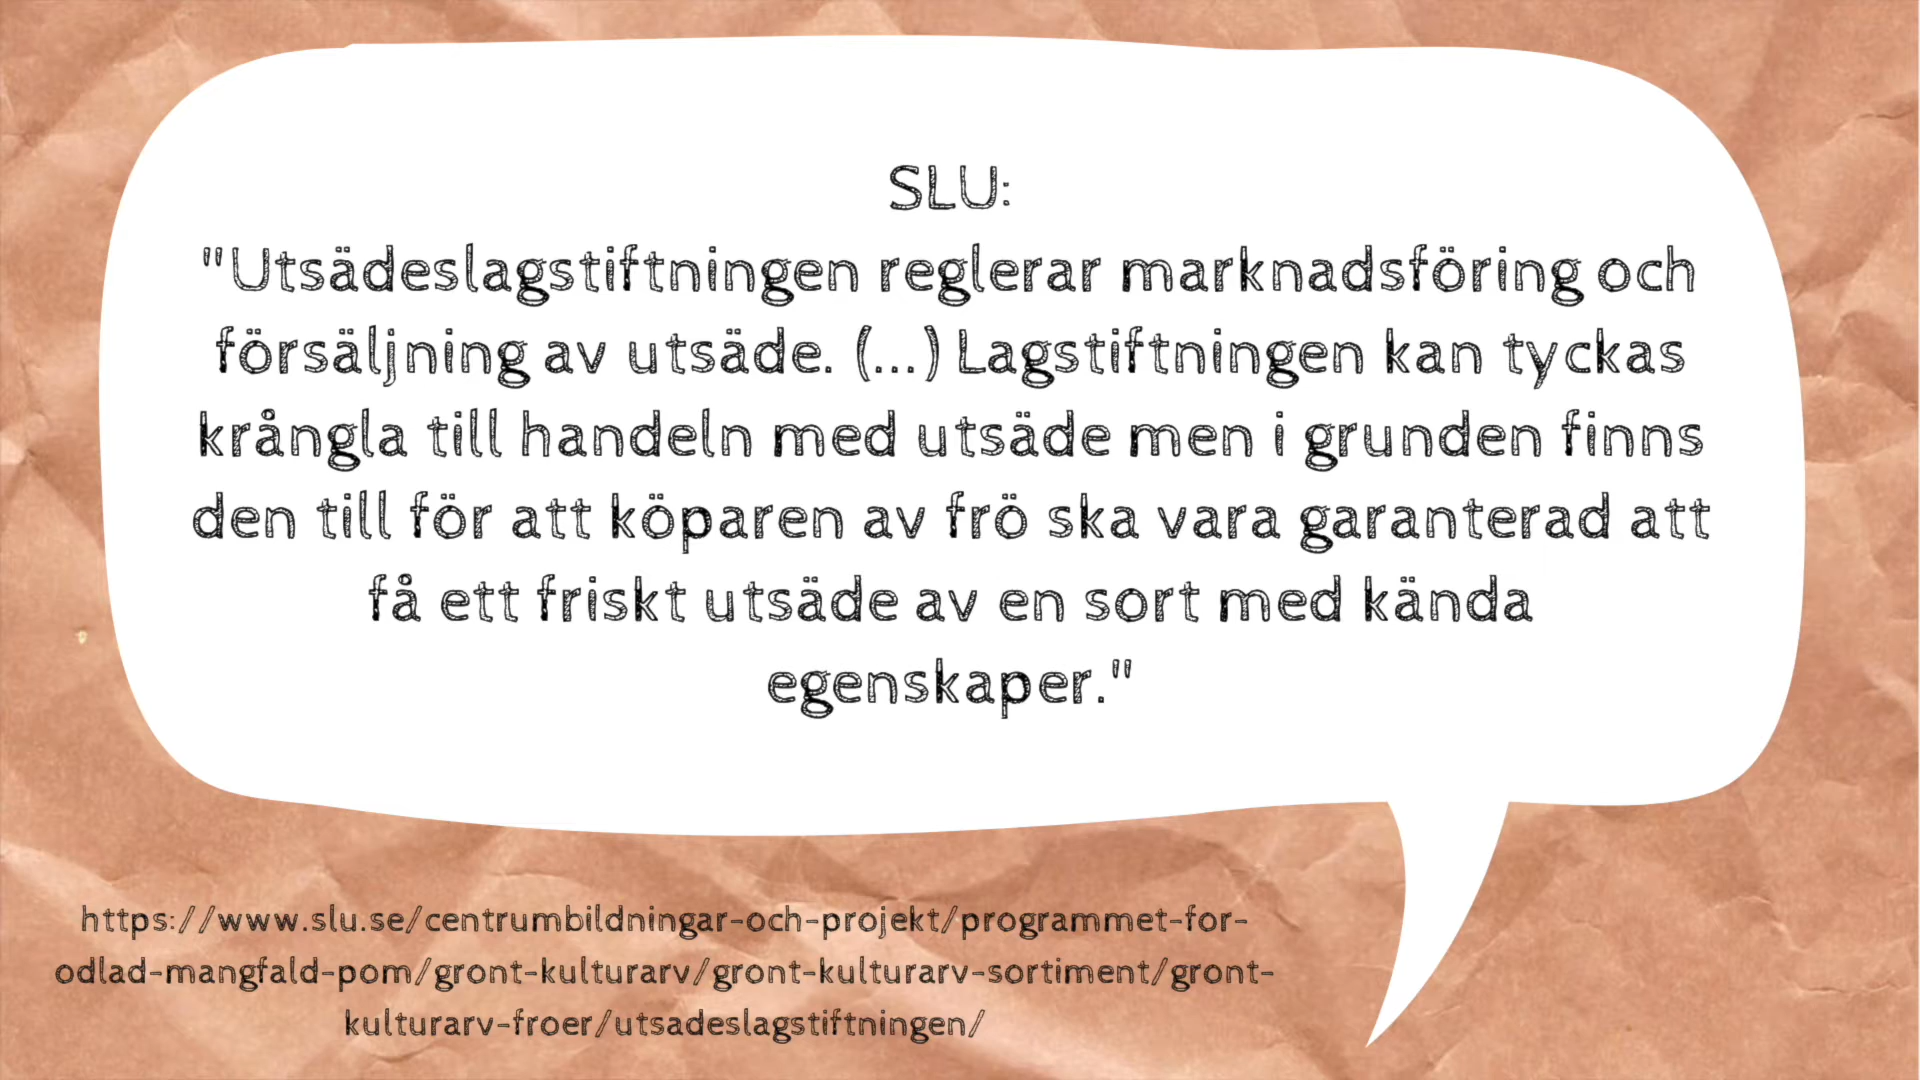 SLU:
"Utsädeslagstiftningen reglerar marknadsföring och
försäljning av utsäde. (...) Lagstiftningen kan tyckas
krångla till handeln med utsäde men i grunden finns
den till för att köparen av frö ska vara garanterad att
få ett friskt utsäde av en sort med kända
egenskaper."
https://www.slu.se/centrumbildningar-och-projekt/programmet-for-
odlad-mangfald-pom/gront-kulturarv/gront-kulturarv-sortiment/gront-
kulturarv-froer/utsadeslagstiftningen/